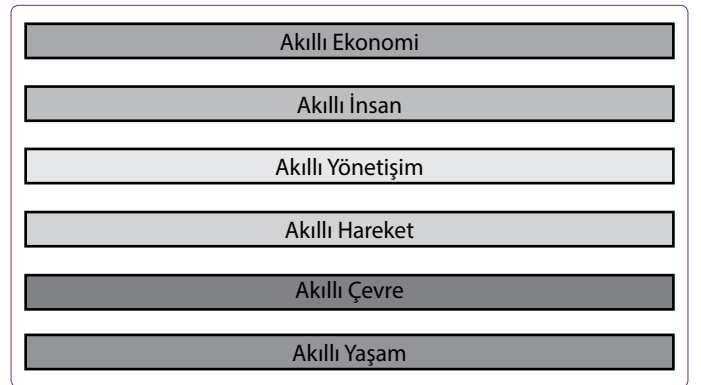 Akıllı Ekonomi
Akıllı İnsan
Akıllı Yönetişim
Akıllı Hareket
Akıllı Çevre
Akıllı Yaşam